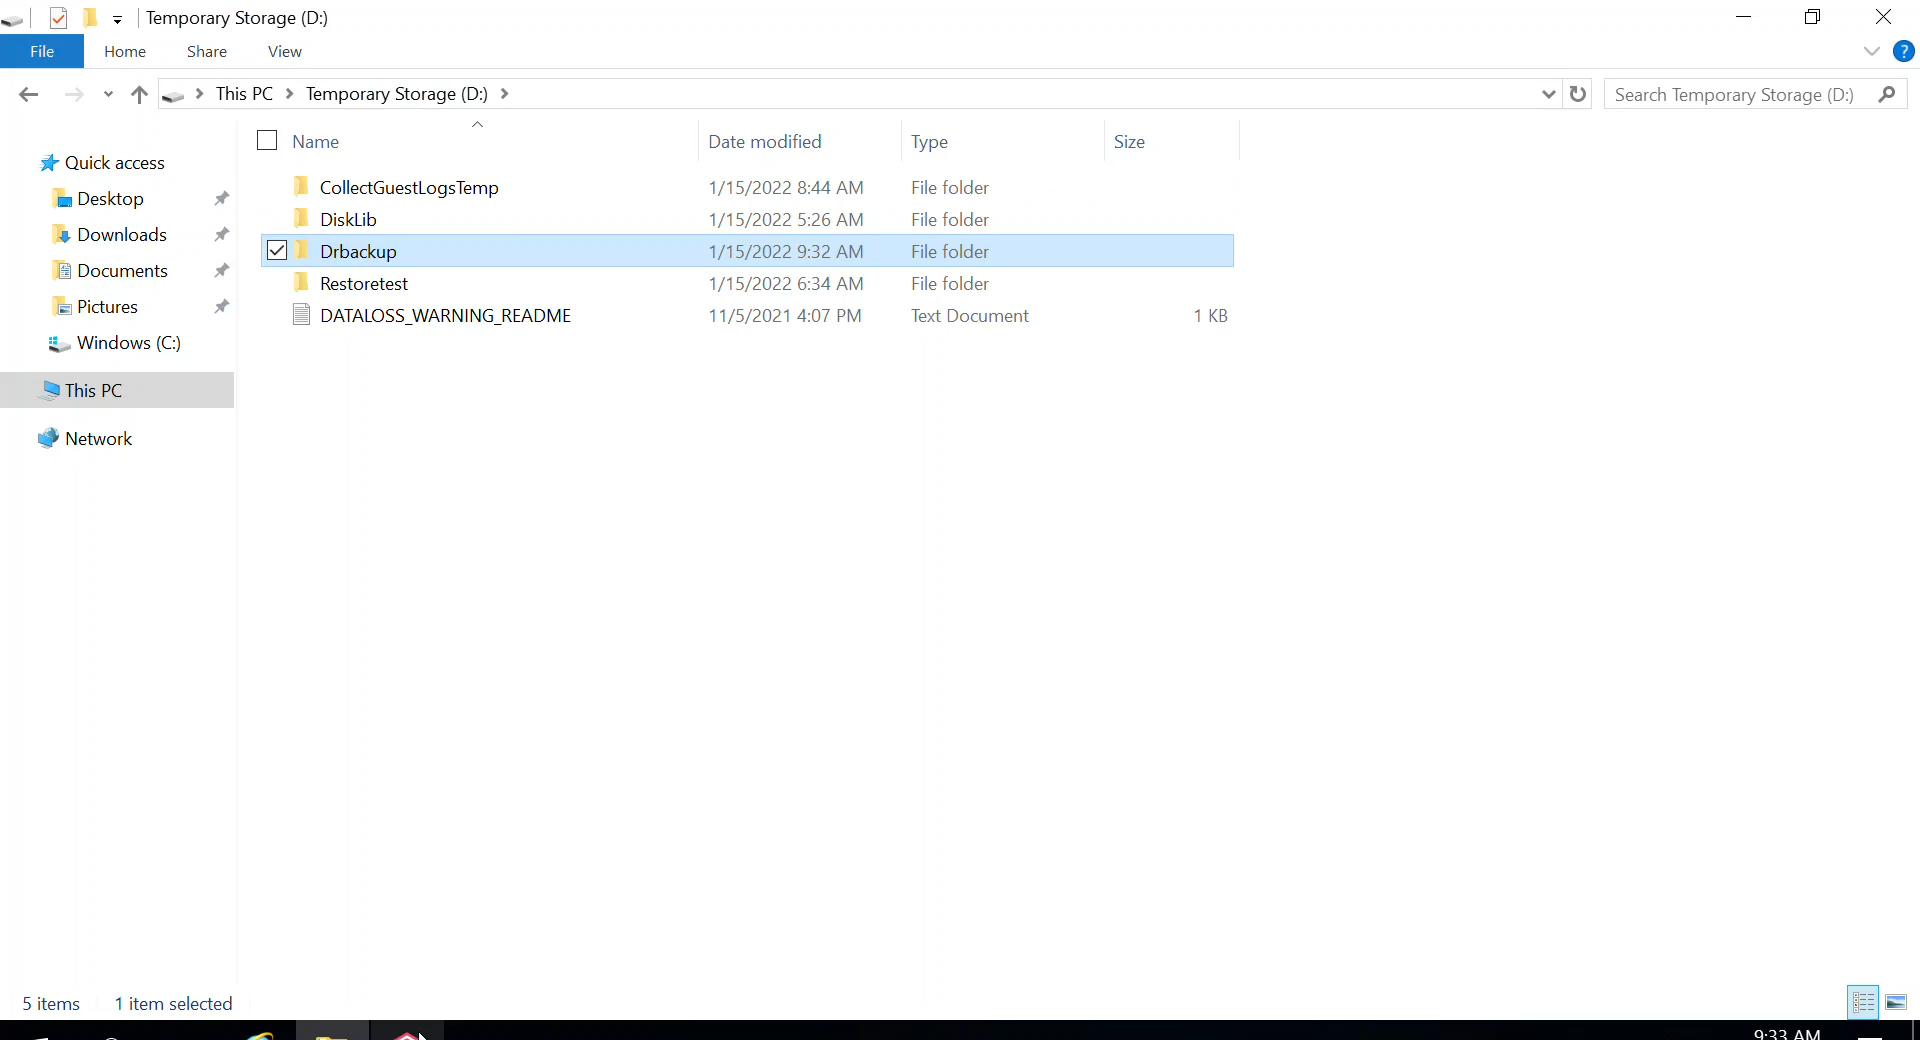 Temporary Storage (D:)
File Home Share View
?
This PC Temporary Storage (D:)
Search Temporary Storage (D:)
Name Date modified Type Size
Quick access
Desktop
Downloads
Documents
Pictures
Windows (C:)
This PC
Network
CollectGuestLogsTemp 1/15/2022 8:44 AM File folder
DiskLib 1/15/2022 5:26 AM File folder
Drbackup 1/15/2022 9:32 AM File folder
Restoretest 1/15/2022 6:34 AM File folder
DATALOSS_WARNING_README 11/5/2021 4:07 PM Text Document 1 KB
5 items 1 item selected
9:33 AM